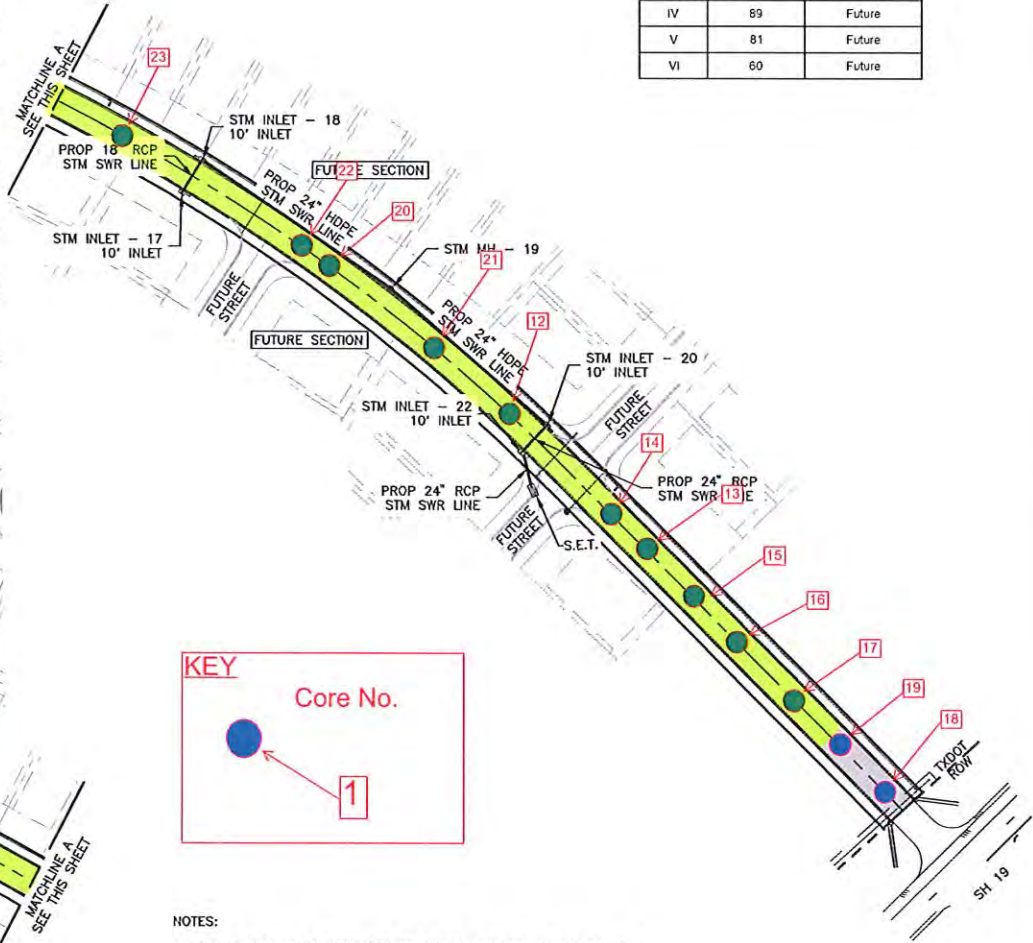 IV 89 Future
V 81 Future
VI 60 Future
MATCHLINE A
SEE THIS SHEET
23
STM INLET - 18
10' INLET
PROP 18" RCP
STM SWR LINE
FUTURE SECTION
22
PROP 24" HDPE
STM SWR LINE
20
STM INLET - 17
10' INLET
STM MH - 19
21
FUTURE
STREET
PROP 24" HDPE
STM SWR LINE
12
FUTURE SECTION
STM INLET - 20
10' INLET
STM INLET - 22
10' INLET
FUTURE
STREET
14
PROP 24" RCP
STM SWR LINE
13
PROP 24" RCP
STM SWR LINE
FUTURE
STREET
S.E.T.
15
16
KEY
Core No.
1
17
19
18
TXDOT
ROW
SH 19
MATCHLINE A
SEE THIS SHEET
NOTES: